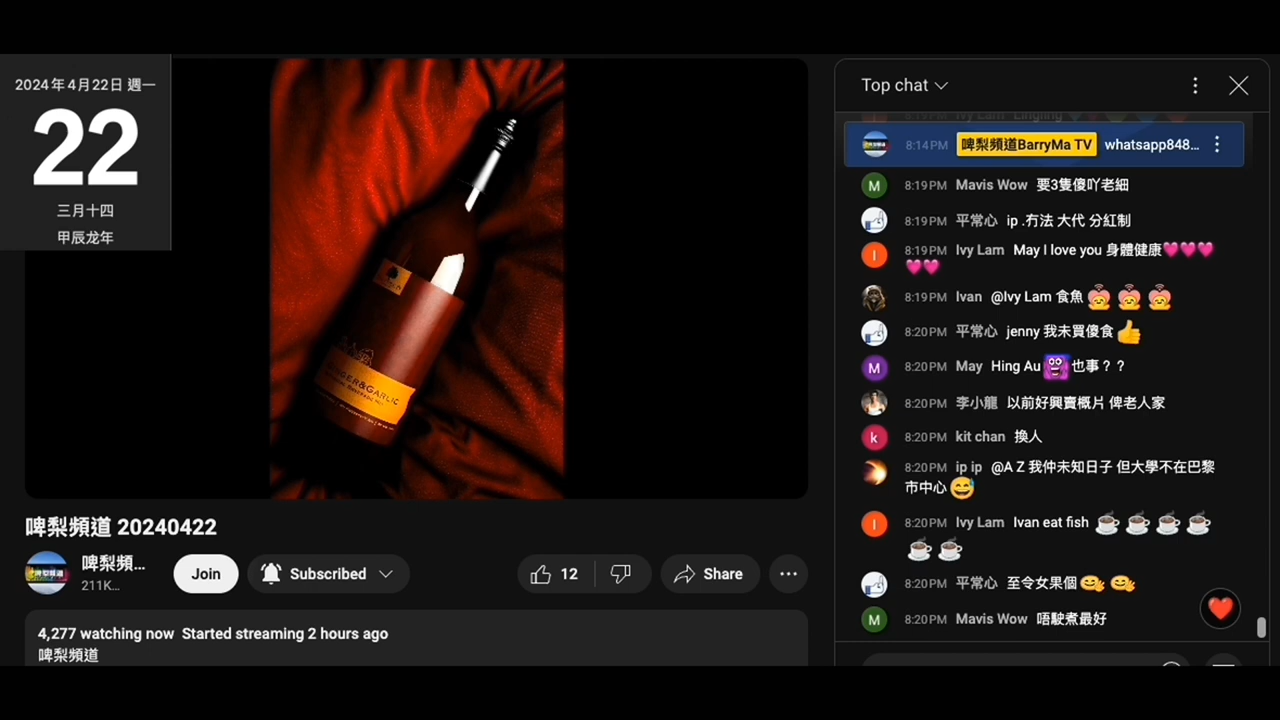 2024年4月22日 週一
22
三月十四
甲辰龙年
GINGER&GARLIC
啤梨頻道 20240422
啤梨頻...
211K...
Join
Subscribed
12
Share
4,277 watching now Started streaming 2 hours ago
啤梨頻道
Top chat
8:14PM 啤梨頻道BarryMa TV whatsapp848...
8:19PM Mavis Wow 要3隻傻吖老細
8:19PM 平常心 ip .冇法 大代 分紅制
8:19PM Ivy Lam May I love you 身體健康
8:19PM Ivan @Ivy Lam 食魚
8:20PM 平常心 jenny 我未買傻食
8:20PM May Hing Au 也事？？
8:20PM 李小龍 以前好興賣概片 俾老人家
8:20PM kit chan 換人
8:20PM ip ip @A Z 我仲未知日子 但大學不在巴黎
市中心
8:20PM Ivy Lam Ivan eat fish
8:20PM 平常心 至令女果個
8:20PM Mavis Wow 唔駛煮最好